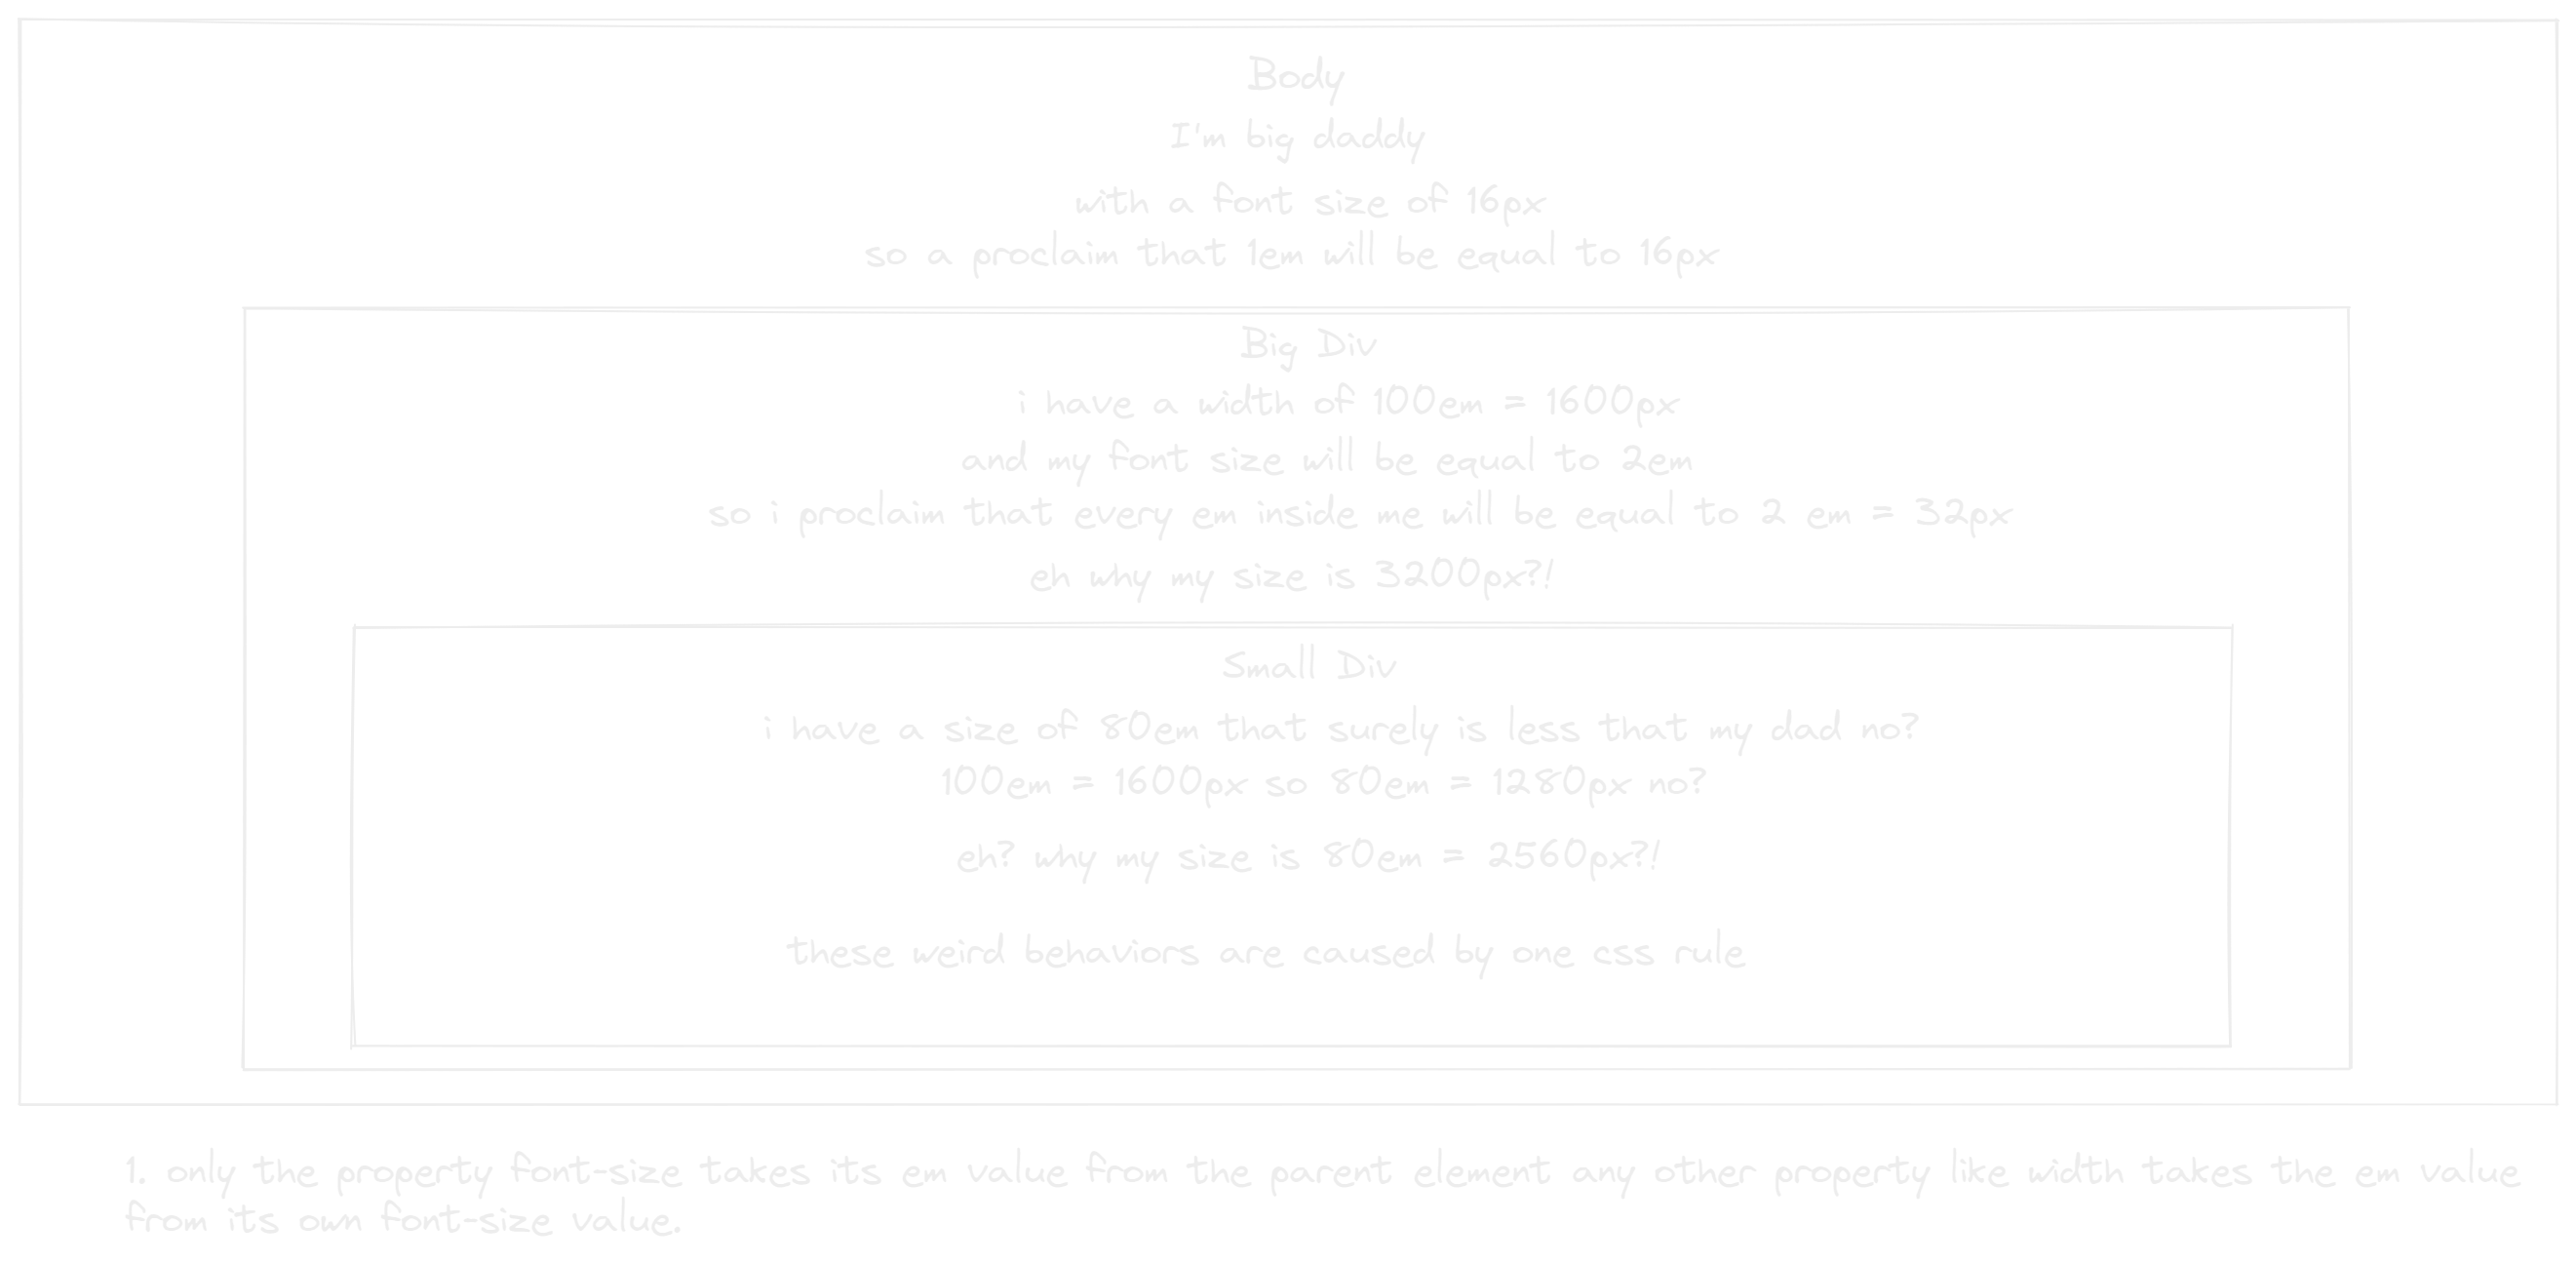 Body
I'm big daddy
with a font size of 16px
so a proclaim that 1em will be equal to 16px
Big Div
i have a width of 100em = 1600px
and my font size will be equal to 2em
so i proclaim that every em inside me will be equal to 2 em = 32px
eh why my size is 3200px?!
Small Div
i have a size of 80em that surely is less that my dad no?
100em = 1600px so 80em = 1280px no?
eh? why my size is 80em = 2560px?!
these weird behaviors are caused by one css rule
1. only the property font-size takes its em value from the parent element any other property like width takes the em value
from its own font-size value.